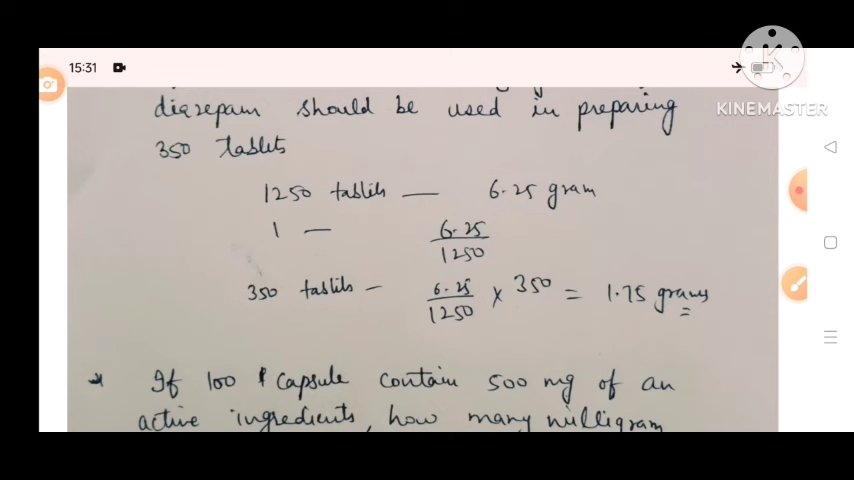 15:31
KINEMASTER
diazepam should be used in preparing
350 tablets
1250 tablets — 6.25 gram
1 — 6.25/1250
350 tablets - 6.25/1250 x 350 = 1.75 grams
* If 100 capsule contain 500 mg of an
active ingredients, how many milligram